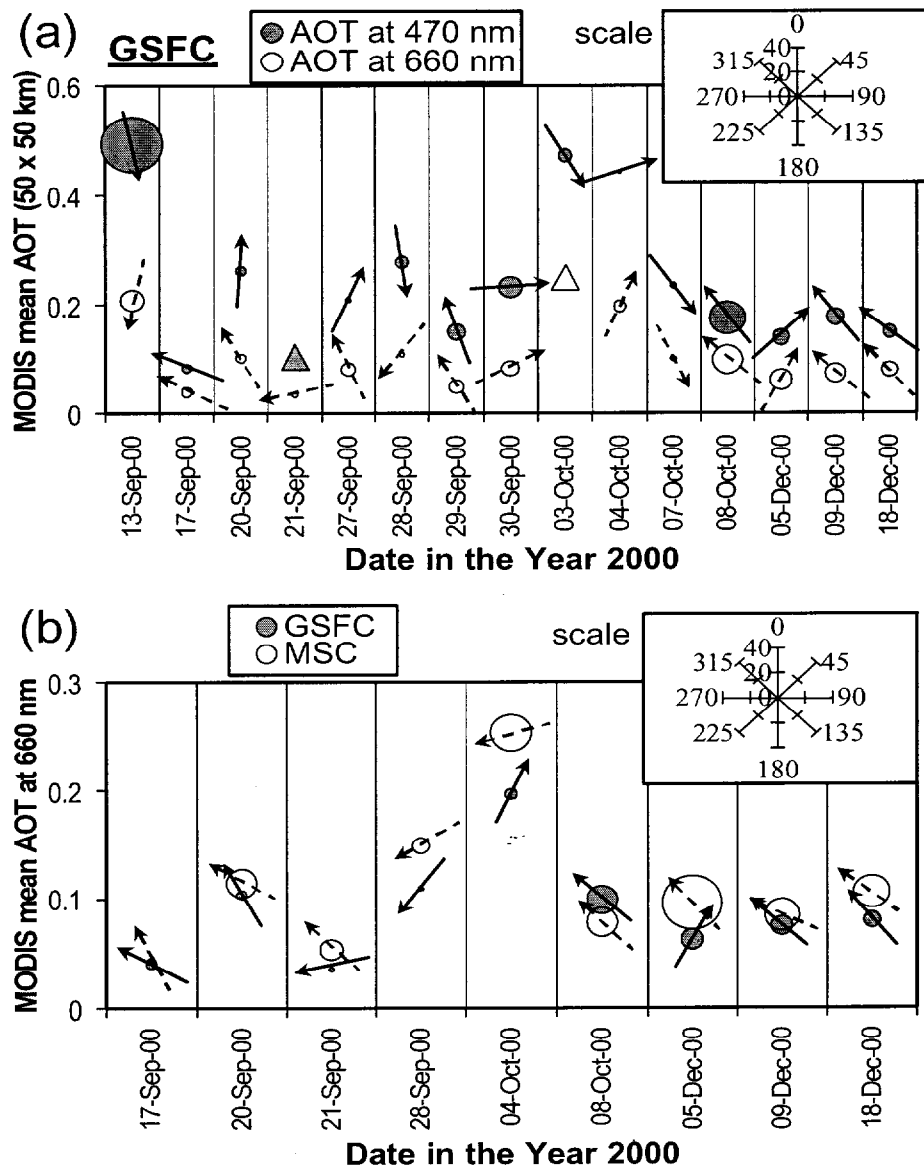 (a)
GSFC
AOT at 470 nm
AOT at 660 nm
scale
0
40
20
0
315
45
270
90
225
135
180
MODIS mean AOT (50 x 50 km)
0.6
0.4
0.2
0
13-Sep-00
17-Sep-00
20-Sep-00
21-Sep-00
27-Sep-00
28-Sep-00
29-Sep-00
30-Sep-00
03-Oct-00
04-Oct-00
07-Oct-00
08-Oct-00
05-Dec-00
09-Dec-00
18-Dec-00
Date in the Year 2000
(b)
GSFC
MSC
scale
0
40
20
0
315
45
270
90
225
135
180
MODIS mean AOT at 660 nm
0.3
0.2
0.1
0
17-Sep-00
20-Sep-00
21-Sep-00
28-Sep-00
04-Oct-00
08-Oct-00
05-Dec-00
09-Dec-00
18-Dec-00
Date in the Year 2000